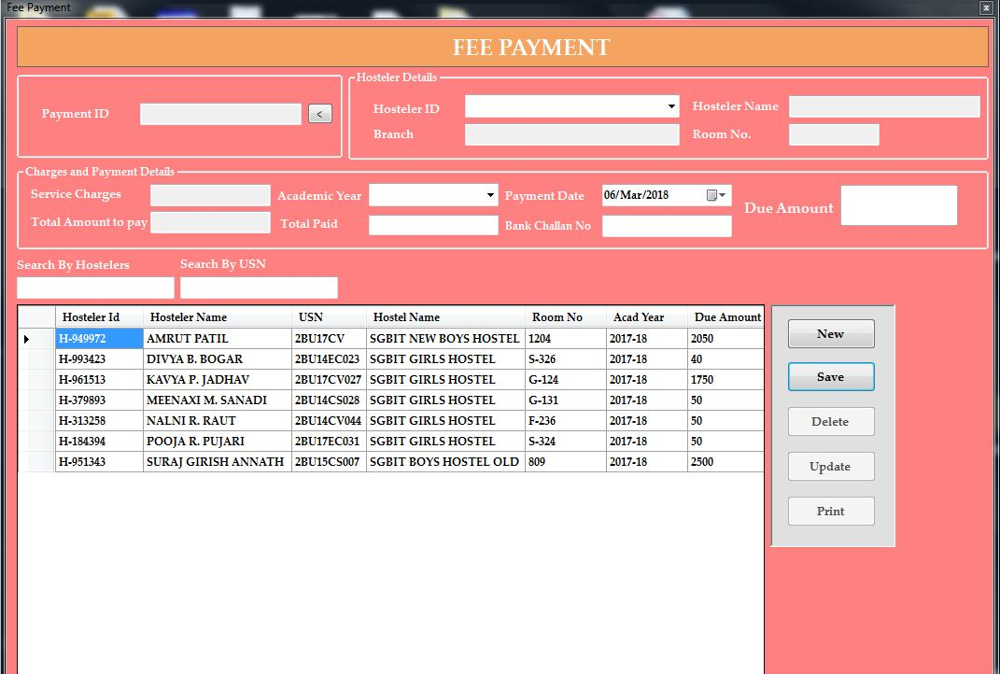 Fee Payment
FEE PAYMENT
Payment ID <
Hosteler Details
Hosteler ID Hosteler Name
Branch Room No.
Charges and Payment Details
Service Charges Academic Year Payment Date 06/Mar/2018 Due Amount
Total Amount to pay Total Paid Bank Challan No
Search By Hostelers Search By USN
Hosteler Id Hosteler Name USN Hostel Name Room No Acad Year Due Amount
H-949972 AMRUT PATIL 2BU17CV SGBIT NEW BOYS HOSTEL 1204 2017-18 2050
H-993423 DIVYA B. BOGAR 2BU14EC023 SGBIT GIRLS HOSTEL S-326 2017-18 40
H-961513 KAVYA P. JADHAV 2BU17CV027 SGBIT GIRLS HOSTEL G-124 2017-18 1750
H-379893 MEENAXI M. SANADI 2BU14CS028 SGBIT GIRLS HOSTEL G-131 2017-18 50
H-313258 NALNI R. RAUT 2BU14CV044 SGBIT GIRLS HOSTEL F-236 2017-18 50
H-184394 POOJA R. PUJARI 2BU17EC031 SGBIT GIRLS HOSTEL S-324 2017-18 50
H-951343 SURAJ GIRISH ANNATH 2BU15CS007 SGBIT BOYS HOSTEL OLD 809 2017-18 2500
New
Save
Delete
Update
Print